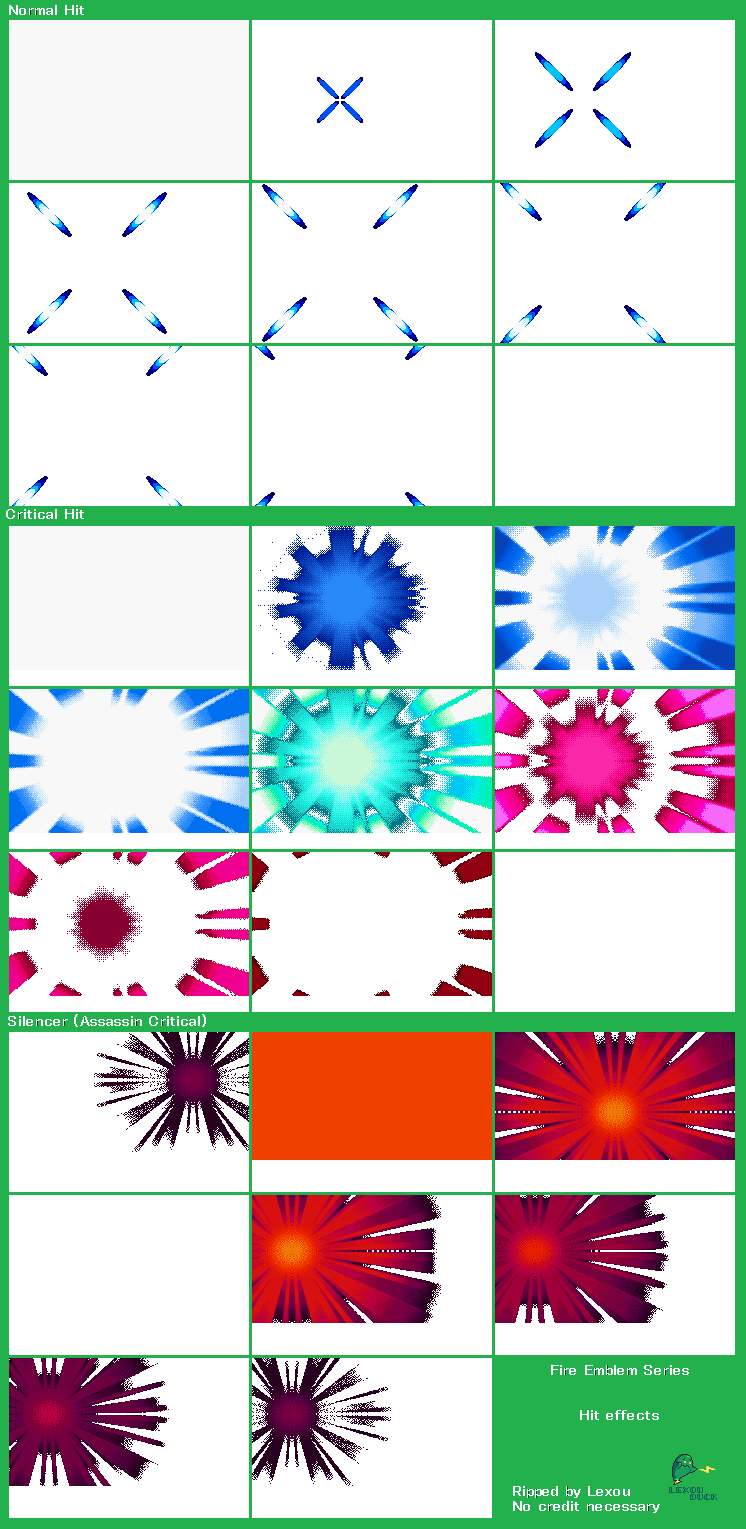 Normal Hit
Critical Hit
Silencer (Assassin Critical)
Fire Emblem Series
Hit effects
Ripped by Lexou
No credit necessary
LEXOU
DUCK